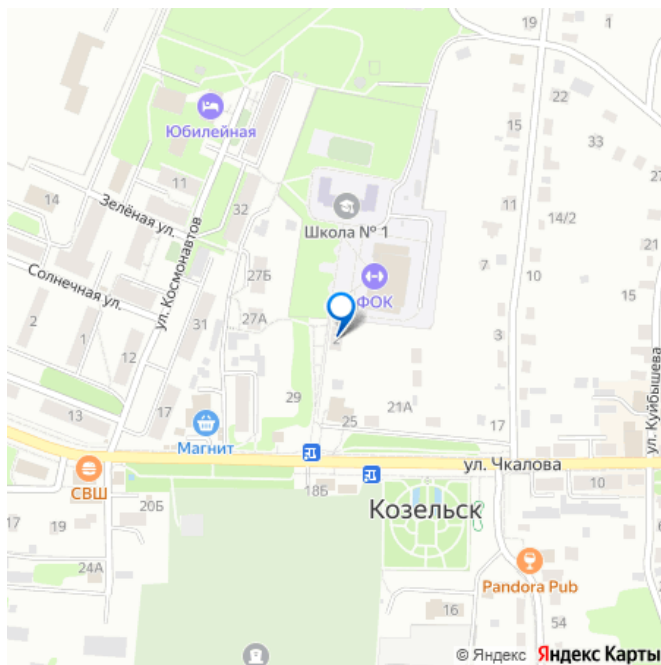 19
1
22
Юбилейная
15
33
27
11
14
Зелёная ул.
32
Школа № 1
11
14/2
21
ул. Космонавтов
27Б
7
10
Солнечная ул.
ФОК
15
2
1
31
27А
2
3
12
ул. Куйбышева
29
21А
13
17
25
17
Магнит
ул. Чкалова
СВШ
18Б
10
20Б
17
19
Козельск
24А
Pandora Pub
16
54
© Яндекс Яндекс Карты